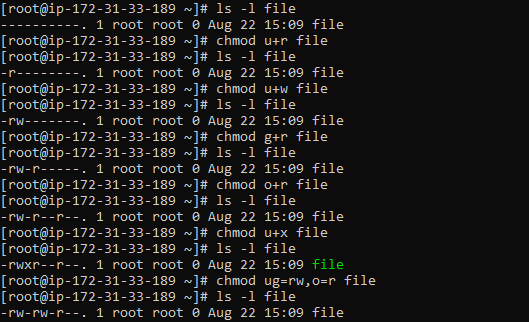 [root@ip-172-31-33-189 ~]# ls -l file
----------. 1 root root 0 Aug 22 15:09 file
[root@ip-172-31-33-189 ~]# chmod u+r file
[root@ip-172-31-33-189 ~]# ls -l file
-r--------. 1 root root 0 Aug 22 15:09 file
[root@ip-172-31-33-189 ~]# chmod u+w file
[root@ip-172-31-33-189 ~]# ls -l file
-rw-------. 1 root root 0 Aug 22 15:09 file
[root@ip-172-31-33-189 ~]# chmod g+r file
[root@ip-172-31-33-189 ~]# ls -l file
-rw-r-----. 1 root root 0 Aug 22 15:09 file
[root@ip-172-31-33-189 ~]# chmod o+r file
[root@ip-172-31-33-189 ~]# ls -l file
-rw-r--r--. 1 root root 0 Aug 22 15:09 file
[root@ip-172-31-33-189 ~]# chmod u+x file
[root@ip-172-31-33-189 ~]# ls -l file
-rwxr--r--. 1 root root 0 Aug 22 15:09 file
[root@ip-172-31-33-189 ~]# chmod ug=rw,o=r file
[root@ip-172-31-33-189 ~]# ls -l file
-rw-rw-r--. 1 root root 0 Aug 22 15:09 file